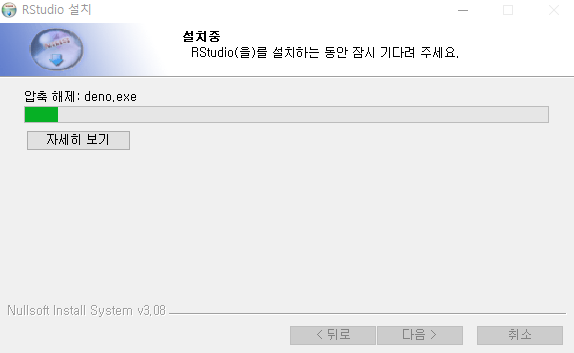 RStudio 설치
설치중
RStudio(을)를 설치하는 동안 잠시 기다려 주세요.
압축 해제: deno.exe
자세히 보기
Nullsoft Install System v3.08
< 뒤로
다음 >
취소